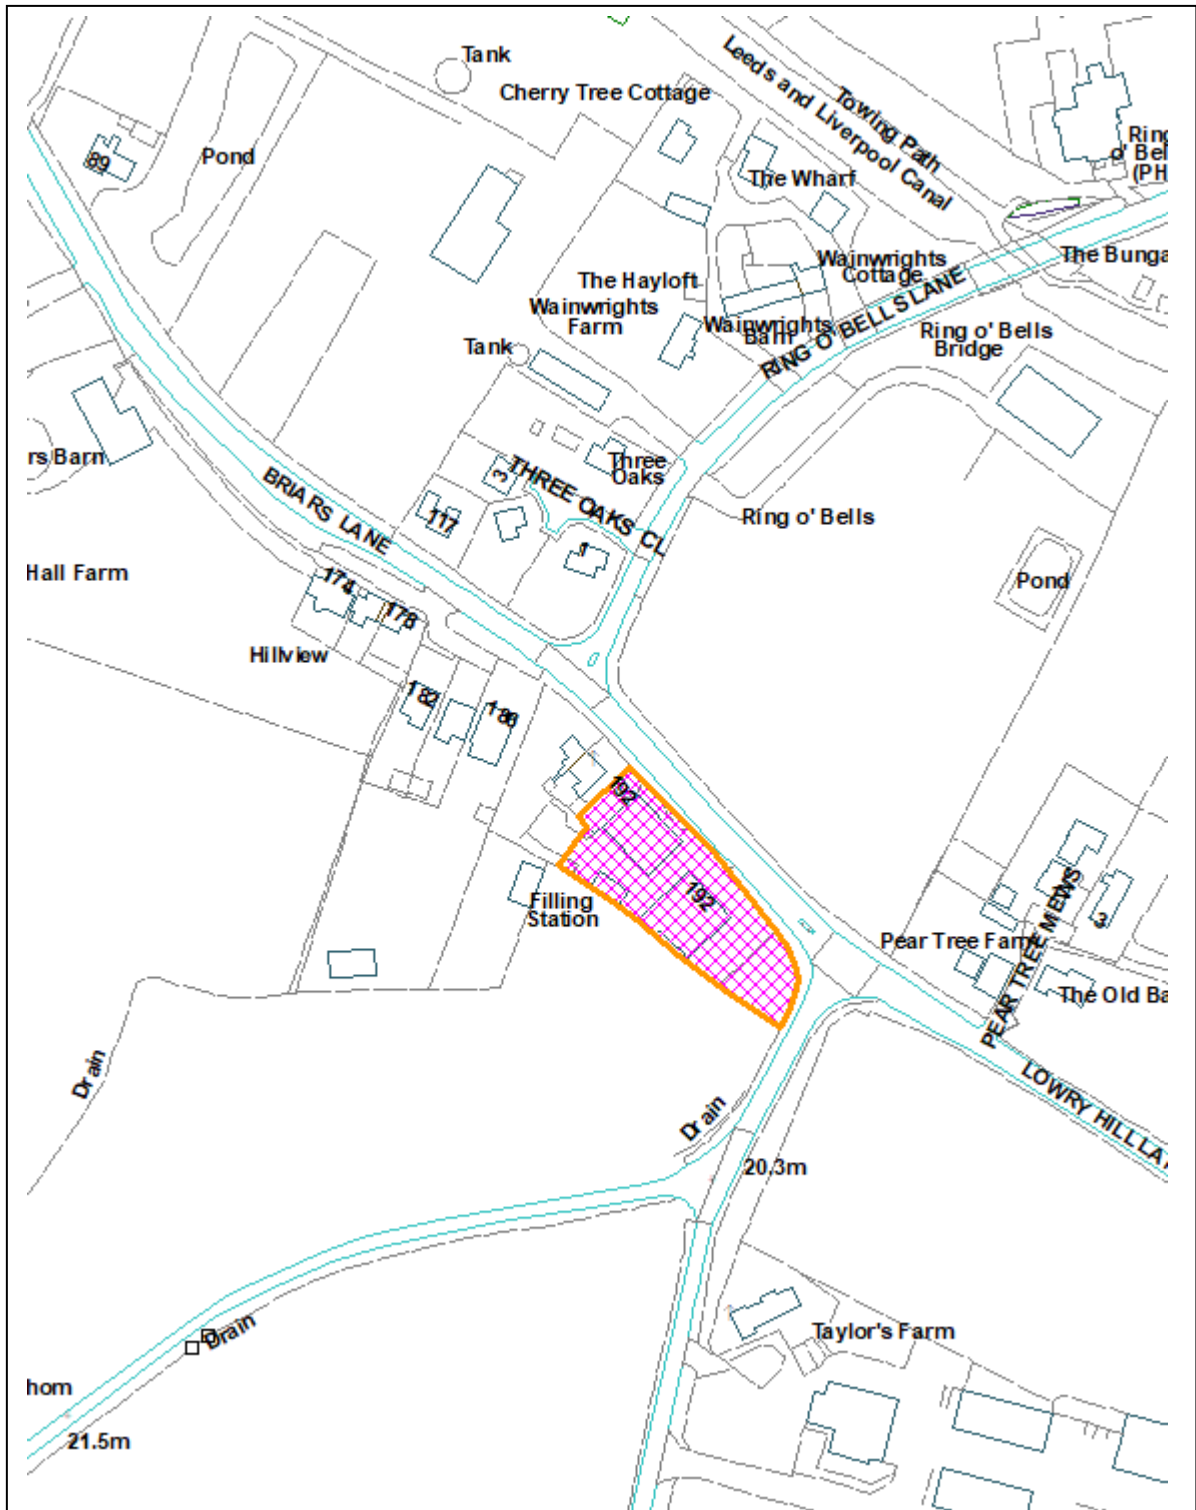 Tank
Cherry Tree Cottage
Leeds and Liverpool Canal
Towing Path
Ring
o' Bel
(PH
89
Pond
The Wharf
Wainwrights
Cottage
The Bunga
The Hayloft
Wainwrights
Farm
Wainwrights
Barn
RING O' BELLS LANE
Ring o' Bells
Bridge
Tank
rs Barn
BRIARS LANE
3
THREE OAKS CL
Three
Oaks
117
1
Ring o' Bells
Hall Farm
174
178
Pond
Hillview
182
186
192
192
Filling
Station
Pear Tree Farm
PEAR TREE MEWS
3
The Old Ba
LOWRY HILL LA
Drain
Drain
20.3m
Drain
Taylor's Farm
hom
21.5m